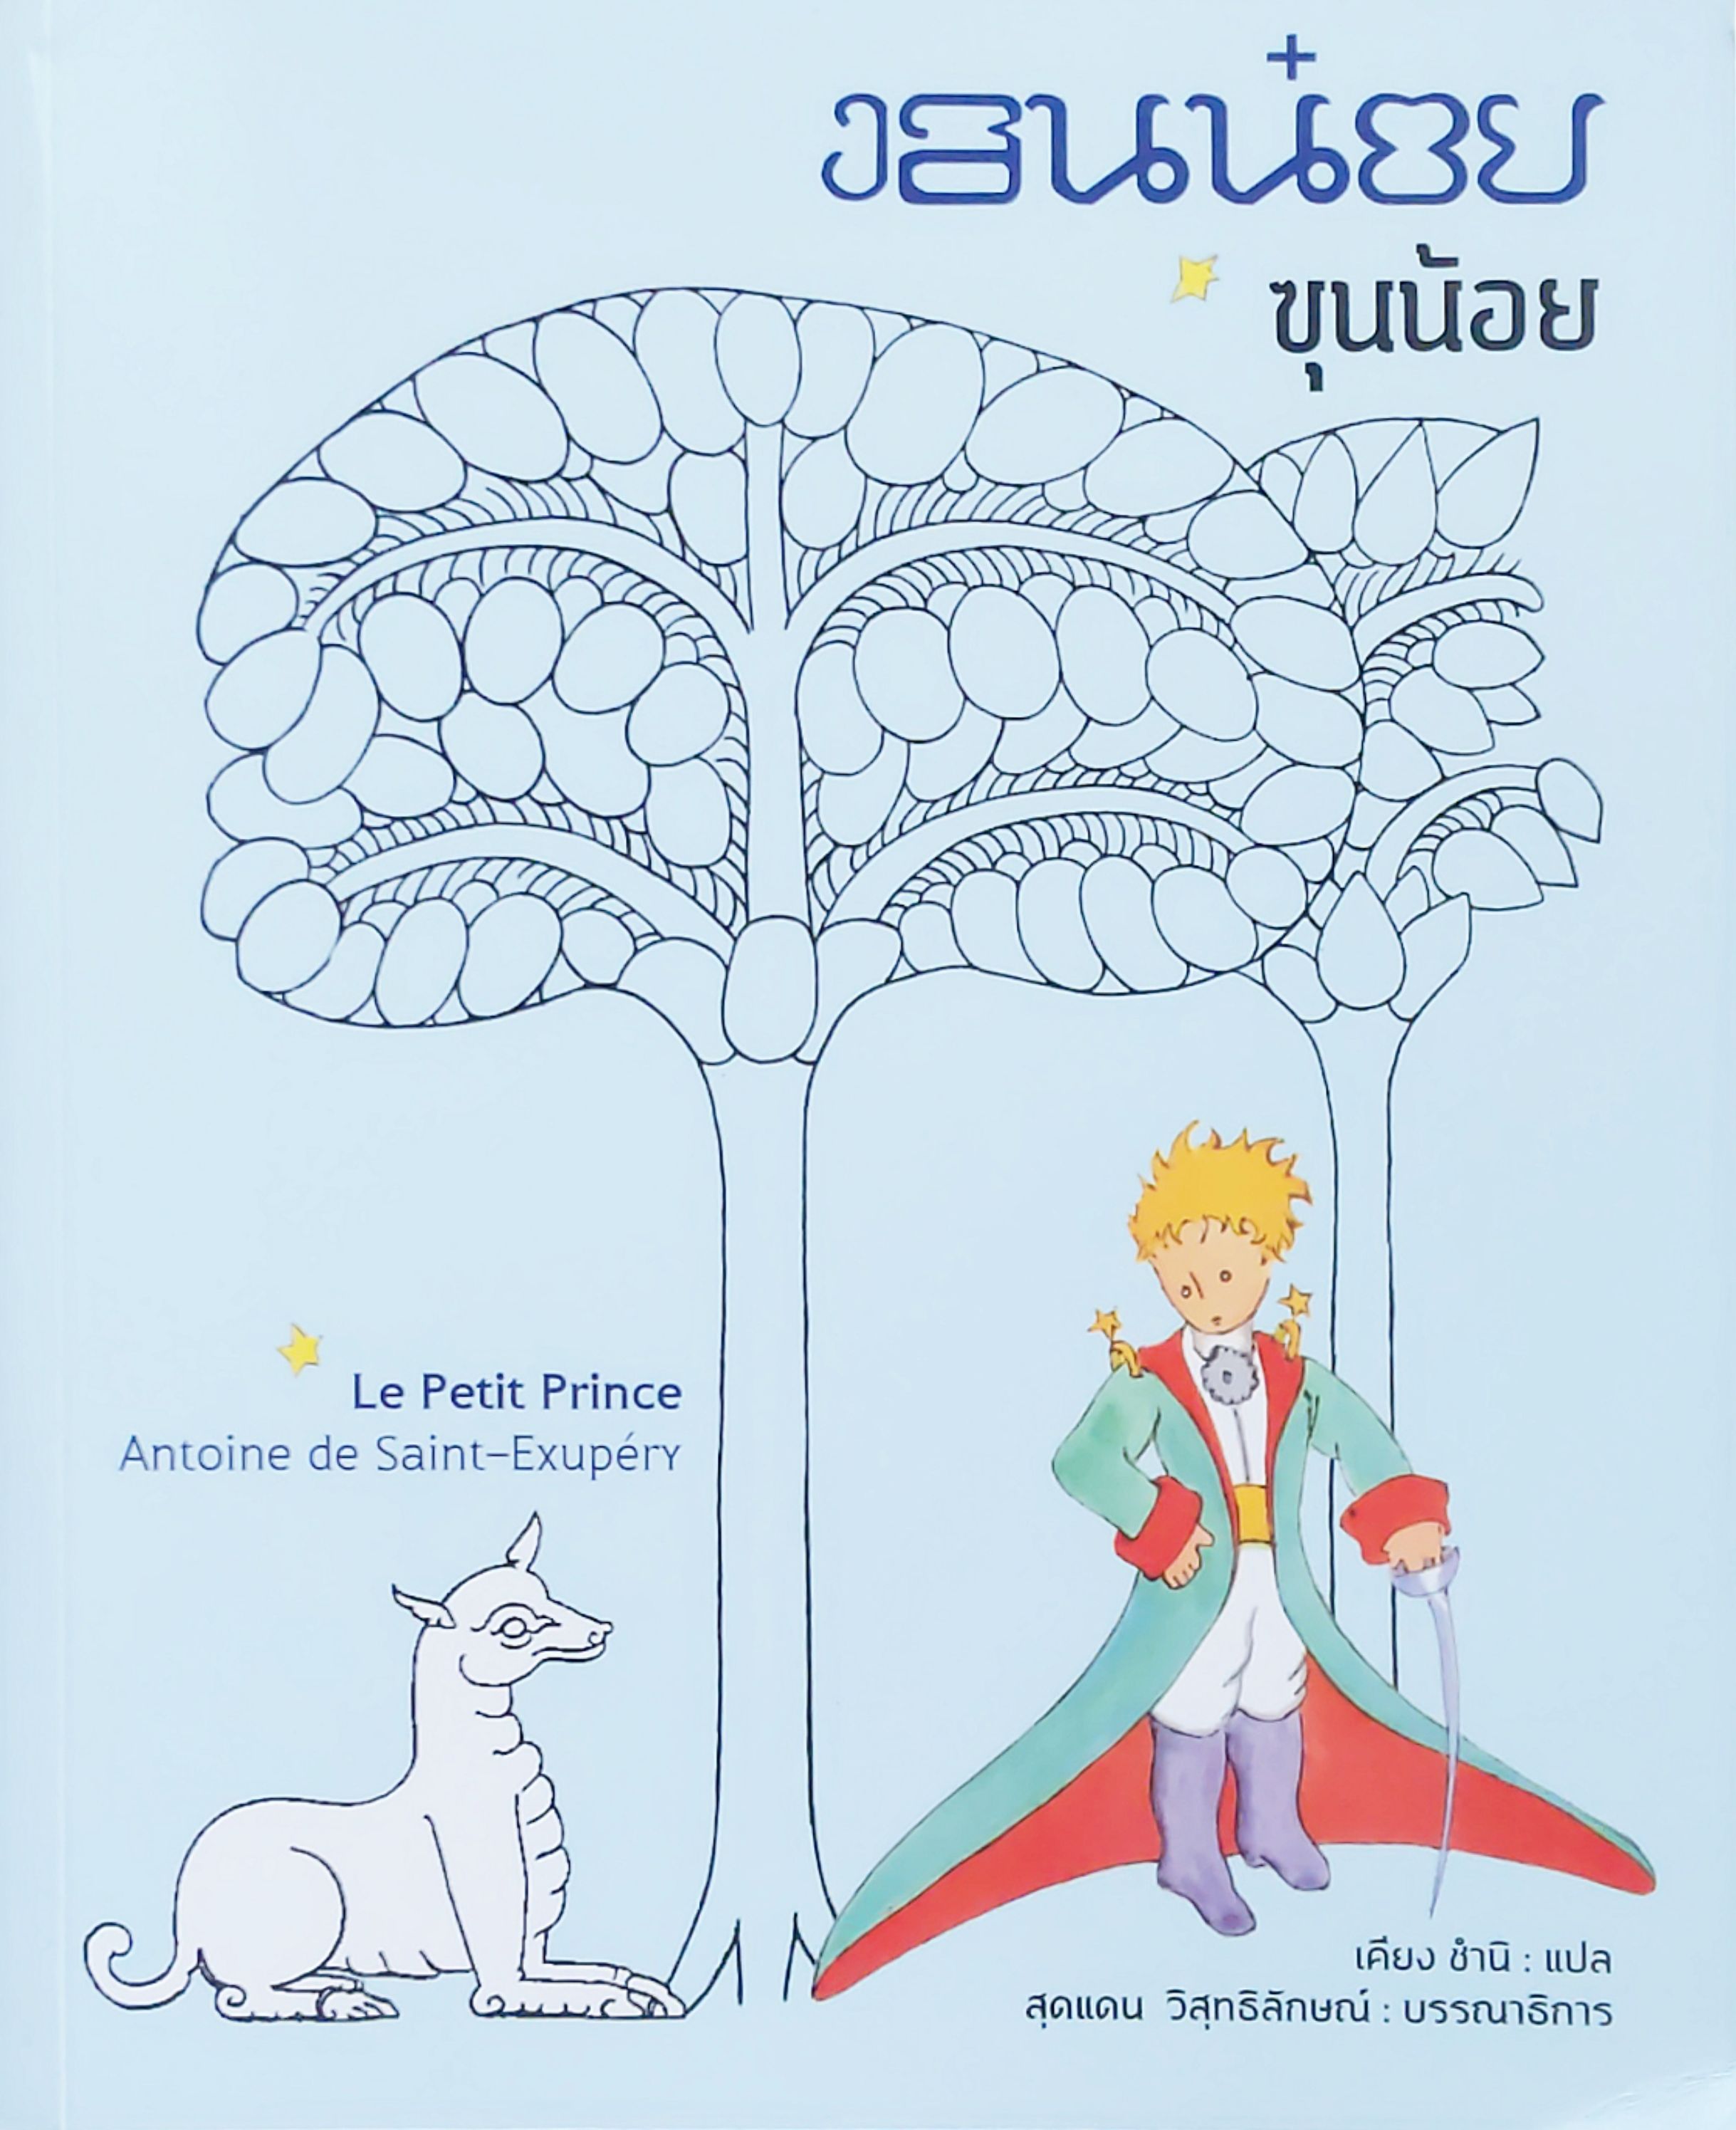 ฃุนน้อย
Le Petit Prince
Antoine de Saint–Exupéry
เคียง ชำนิ : แปล
สุดแดน วิสุทธิลักษณ์ : บรรณาธิการ